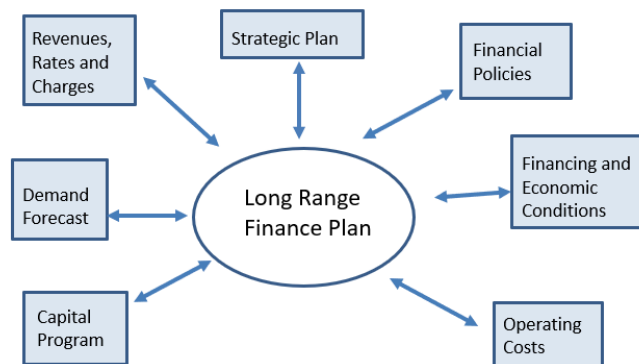 Revenues,
Rates and
Charges
Strategic Plan
Financial
Policies
Demand
Forecast
Long Range
Finance Plan
Financing and
Economic
Conditions
Capital
Program
Operating
Costs